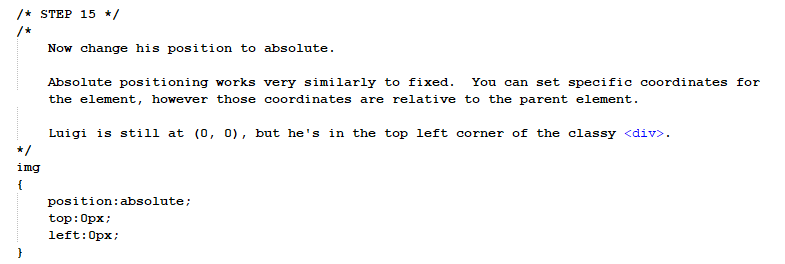 /* STEP 15 */
/*
Now change his position to absolute.
Absolute positioning works very similarly to fixed.  You can set specific coordinates for
the element, however those coordinates are relative to the parent element.
Luigi is still at (0, 0), but he's in the top left corner of the classy <div>.
*/
img
{
position:absolute;
top:0px;
left:0px;
}